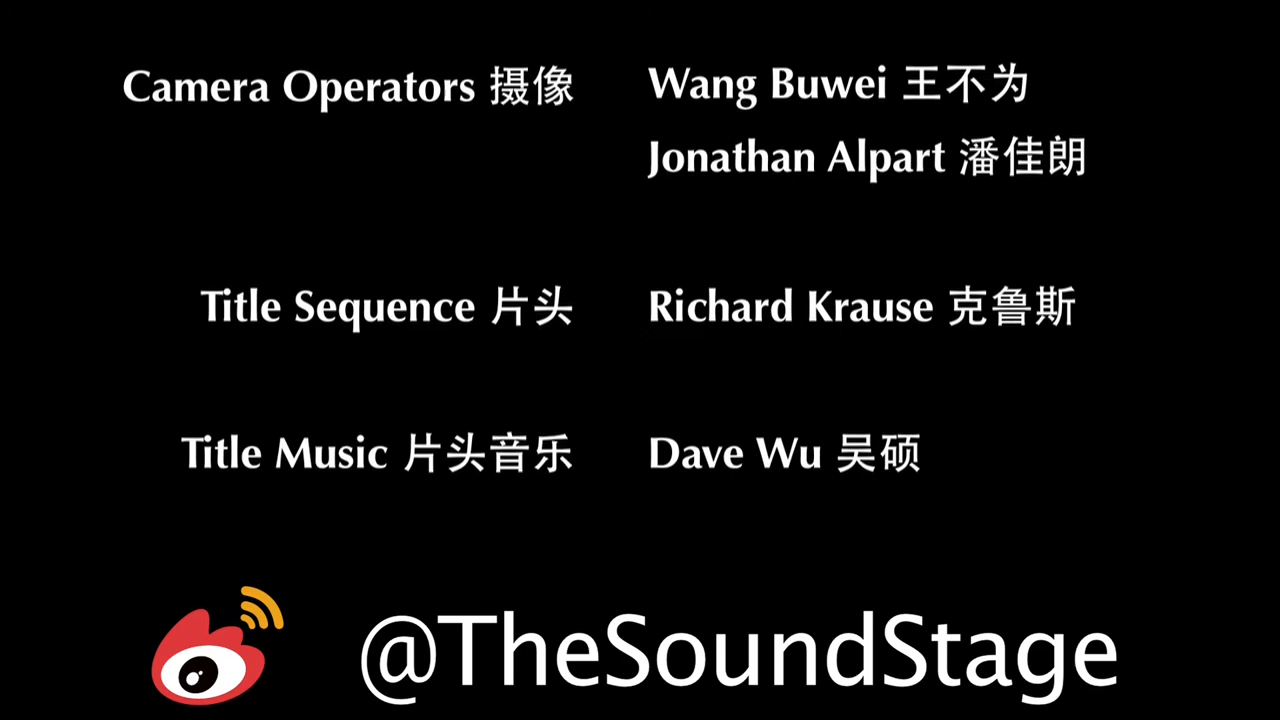 Camera Operators 摄像 Wang Buwei 王不为
Jonathan Alpart 潘佳朗
Title Sequence 片头 Richard Krause 克鲁斯
Title Music 片头音乐 Dave Wu 吴硕
@TheSoundStage